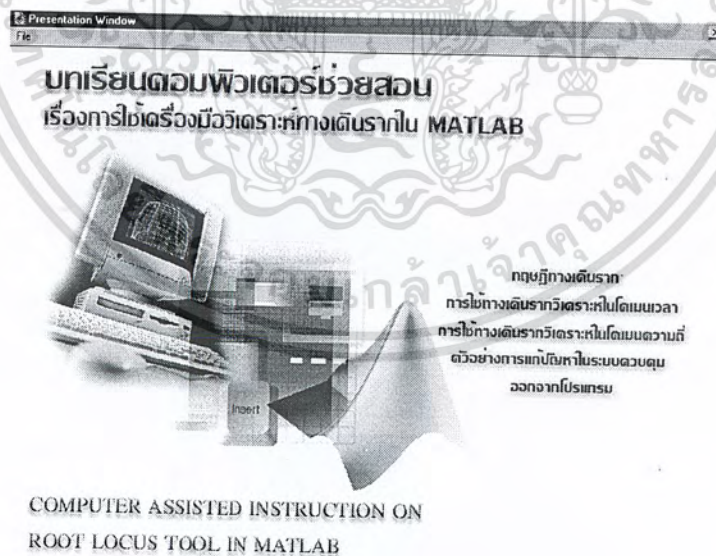 Presentation Window
File
บทเรียนคอมพิวเตอร์ช่วยสอน
เรื่องการใช้เครื่องมือวิเคราะห์ทางเดินรากใน MATLAB
ทฤษฎีทางเดินราก
การใช้ทางเดินรากวิเคราะห์ในโดเมนเวลา
การใช้ทางเดินรากวิเคราะห์ในโดเมนความถี่
ตัวอย่างการแก้ปัญหาในระบบควบคุม
ออกจากโปรแกรม
Insert
COMPUTER ASSISTED INSTRUCTION ON
ROOT LOCUS TOOL IN MATLAB